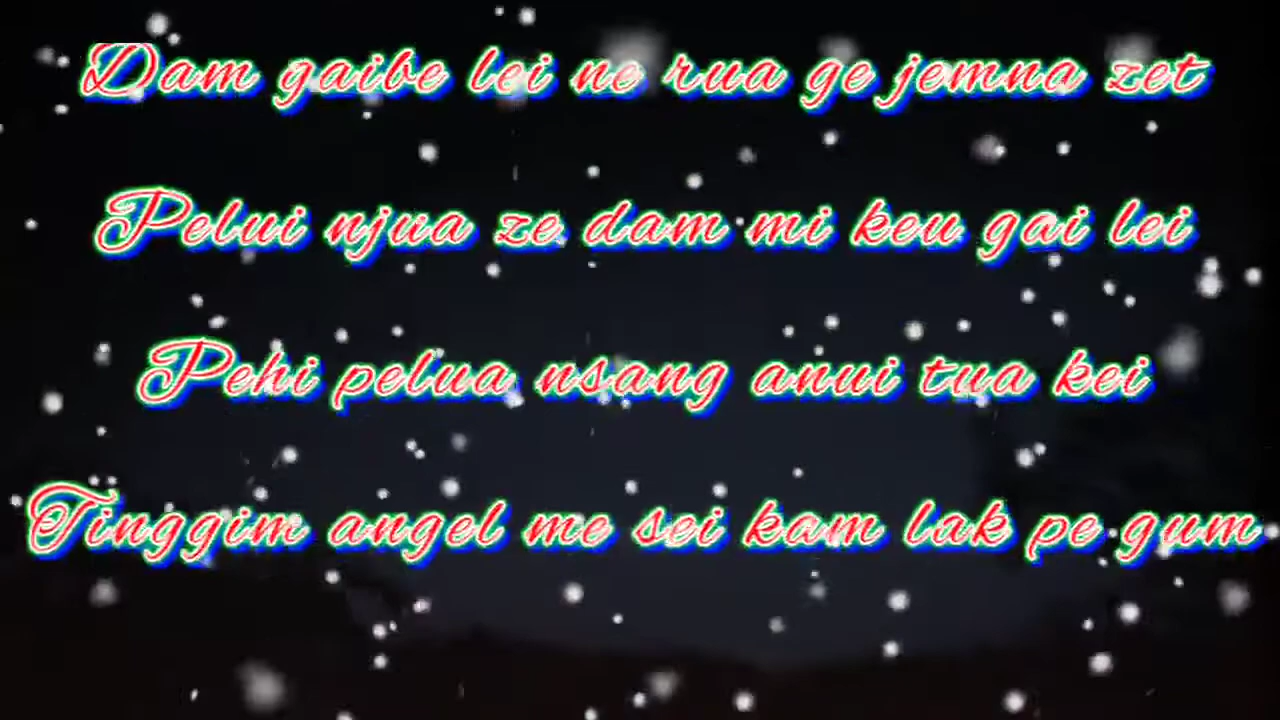 Dam gaibe lei ne rua ge jemna zet
Pelui njua ze dam mi keu gai lei
Pehi pelua nsang anui tua kei
Tinggim angel me sei kam lak pe gum